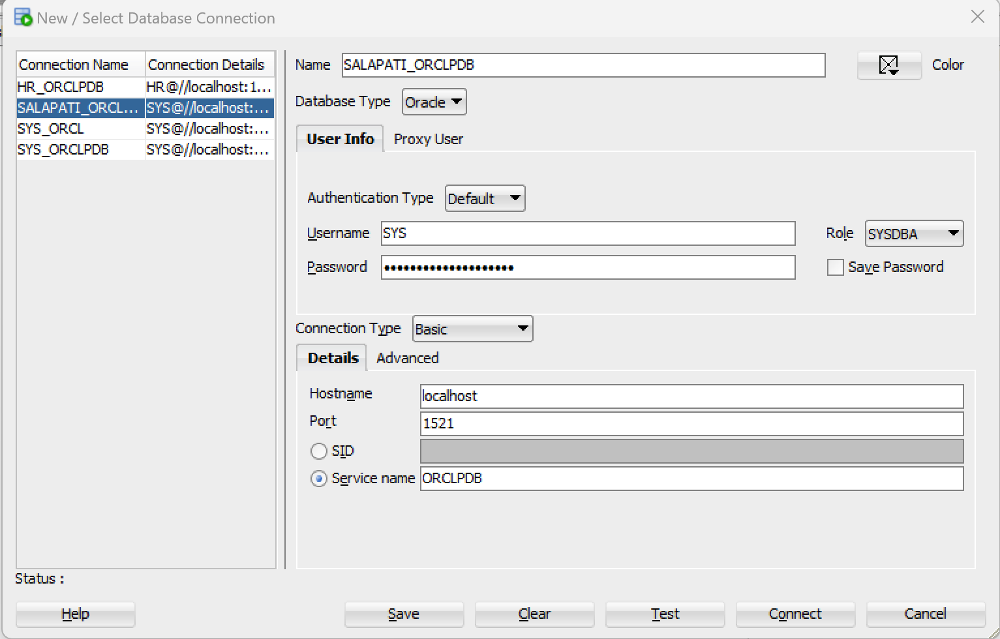 New / Select Database Connection
Connection Name Connection Details
HR_ORCLPDB HR@//localhost:1...
SALAPATI_ORCL... SYS@//localhost:...
SYS_ORCL SYS@//localhost:...
SYS_ORCLPDB SYS@//localhost:...
Name SALAPATI_ORCLPDB Color
Database Type Oracle
User Info Proxy User
Authentication Type Default
Username SYS Role SYSDBA
Password •••••••••••••••••••• Save Password
Connection Type Basic
Details Advanced
Hostname localhost
Port 1521
SID
Service name ORCLPDB
Status :
Help Save Clear Test Connect Cancel